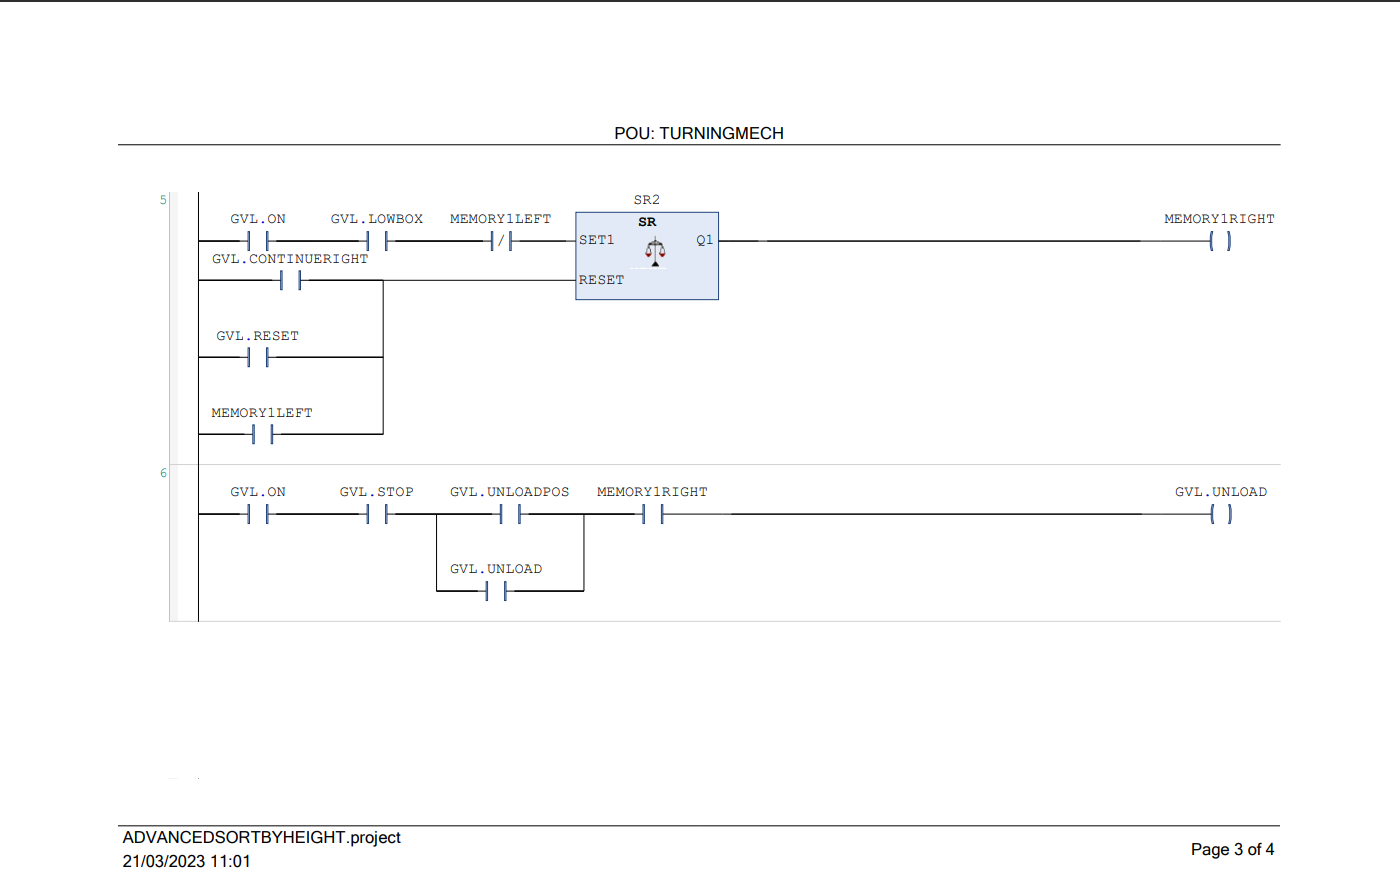 POU: TURNINGMECH
5
SR2
GVL.ON GVL.LOWBOX MEMORY1LEFT SR MEMORY1RIGHT
/ SET1 Q1
GVL.CONTINUERIGHT
RESET
GVL.RESET
MEMORY1LEFT
6
GVL.ON GVL.STOP GVL.UNLOADPOS MEMORY1RIGHT GVL.UNLOAD
GVL.UNLOAD
ADVANCEDSORTBYHEIGHT.project
21/03/2023 11:01
Page 3 of 4